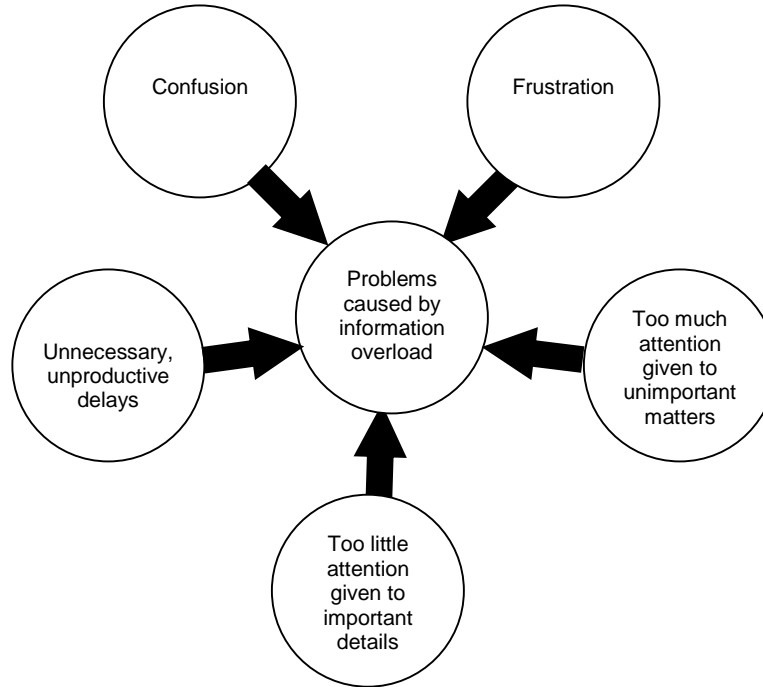 Confusion
Frustration
Problems
caused by
information
overload
Unnecessary,
unproductive
delays
Too much
attention
given to
unimportant
matters
Too little
attention
given to
important
details